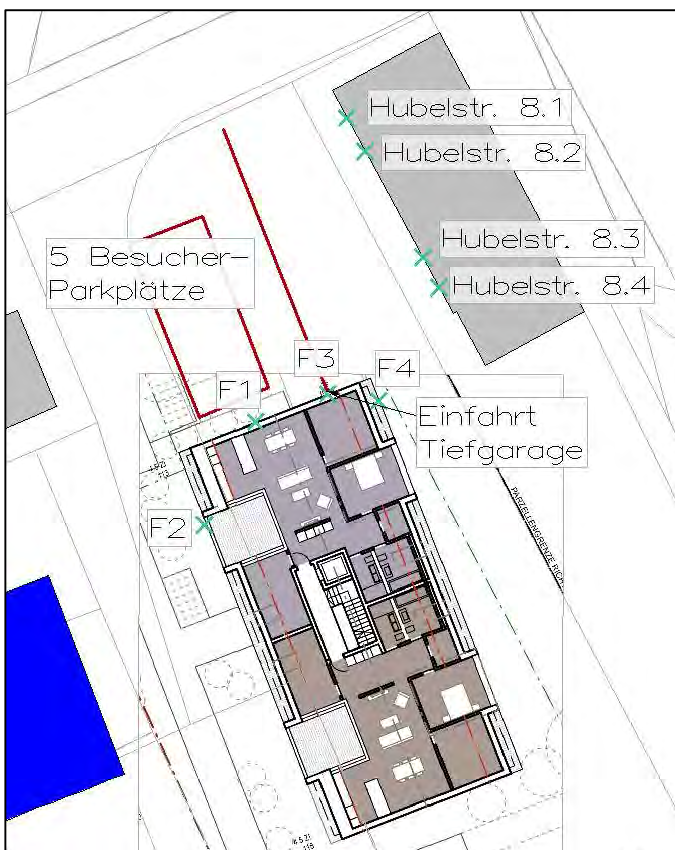 Hubelstr. 8.1
Hubelstr. 8.2
Hubelstr. 8.3
Hubelstr. 8.4
5 Besucher-
Parkplätze
F3
F4
F1
Einfahrt
Tiefgarage
F2
PARZELLENGRENZE